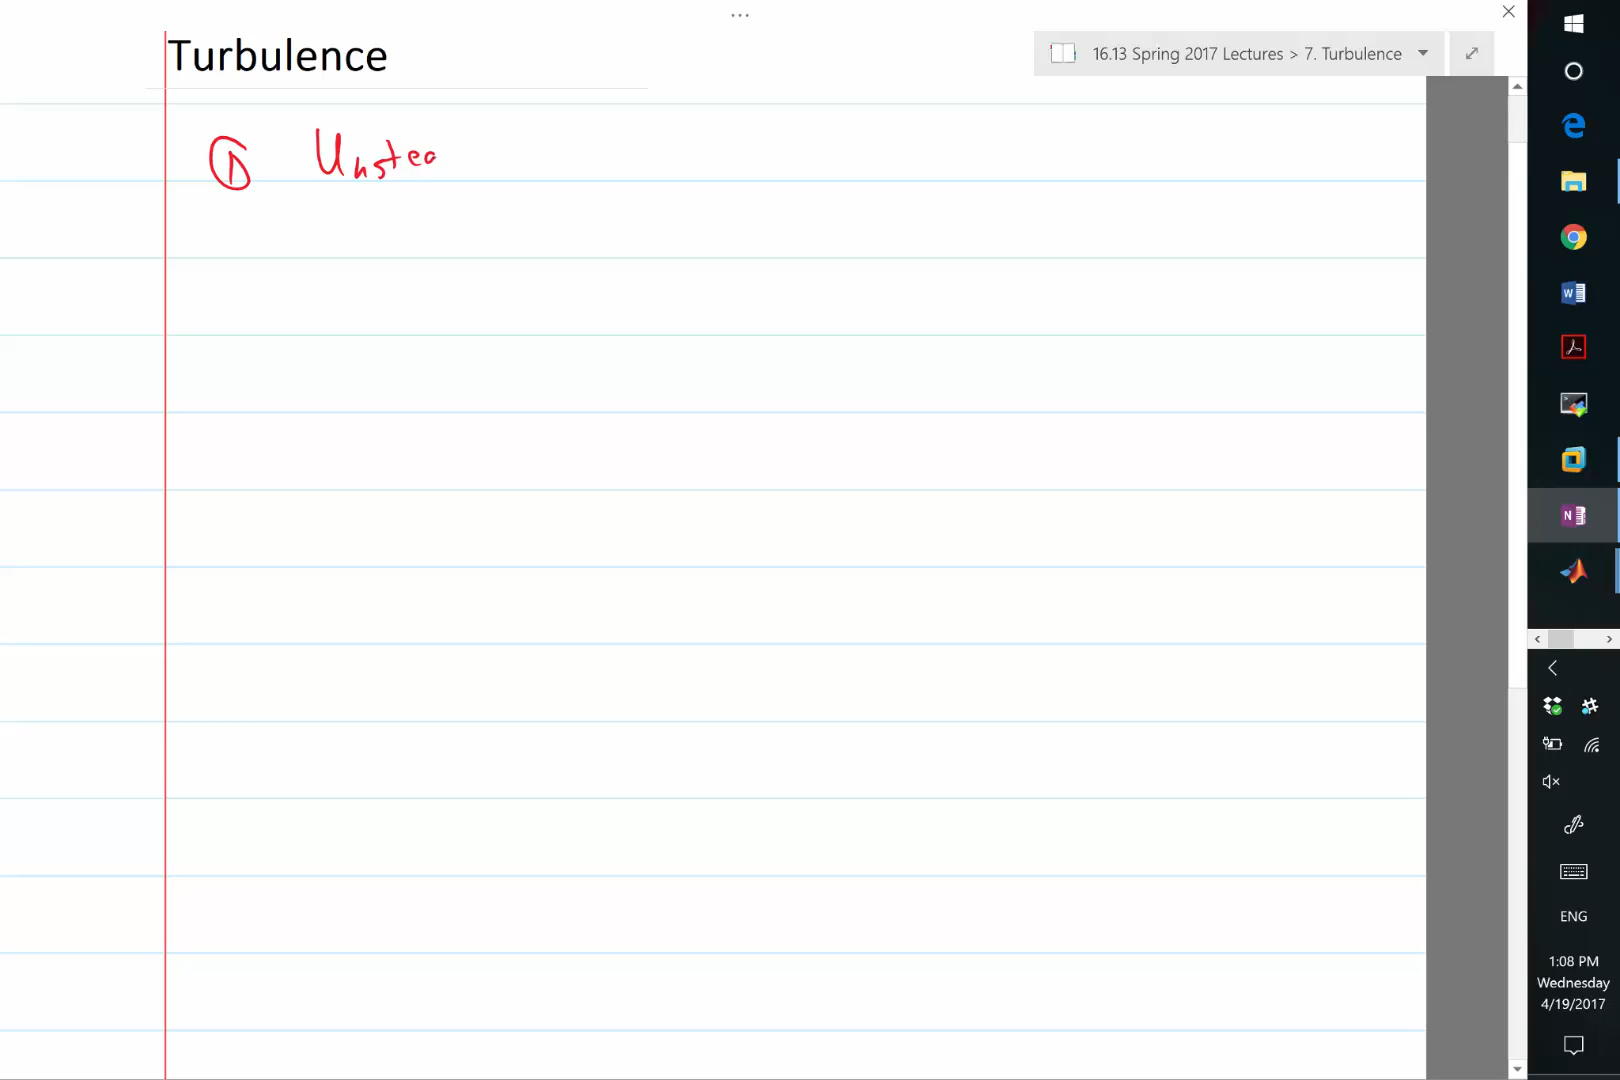 Turbulence
16.13 Spring 2017 Lectures > 7. Turbulence
① Unstea
ENG
1:08 PM
Wednesday
4/19/2017